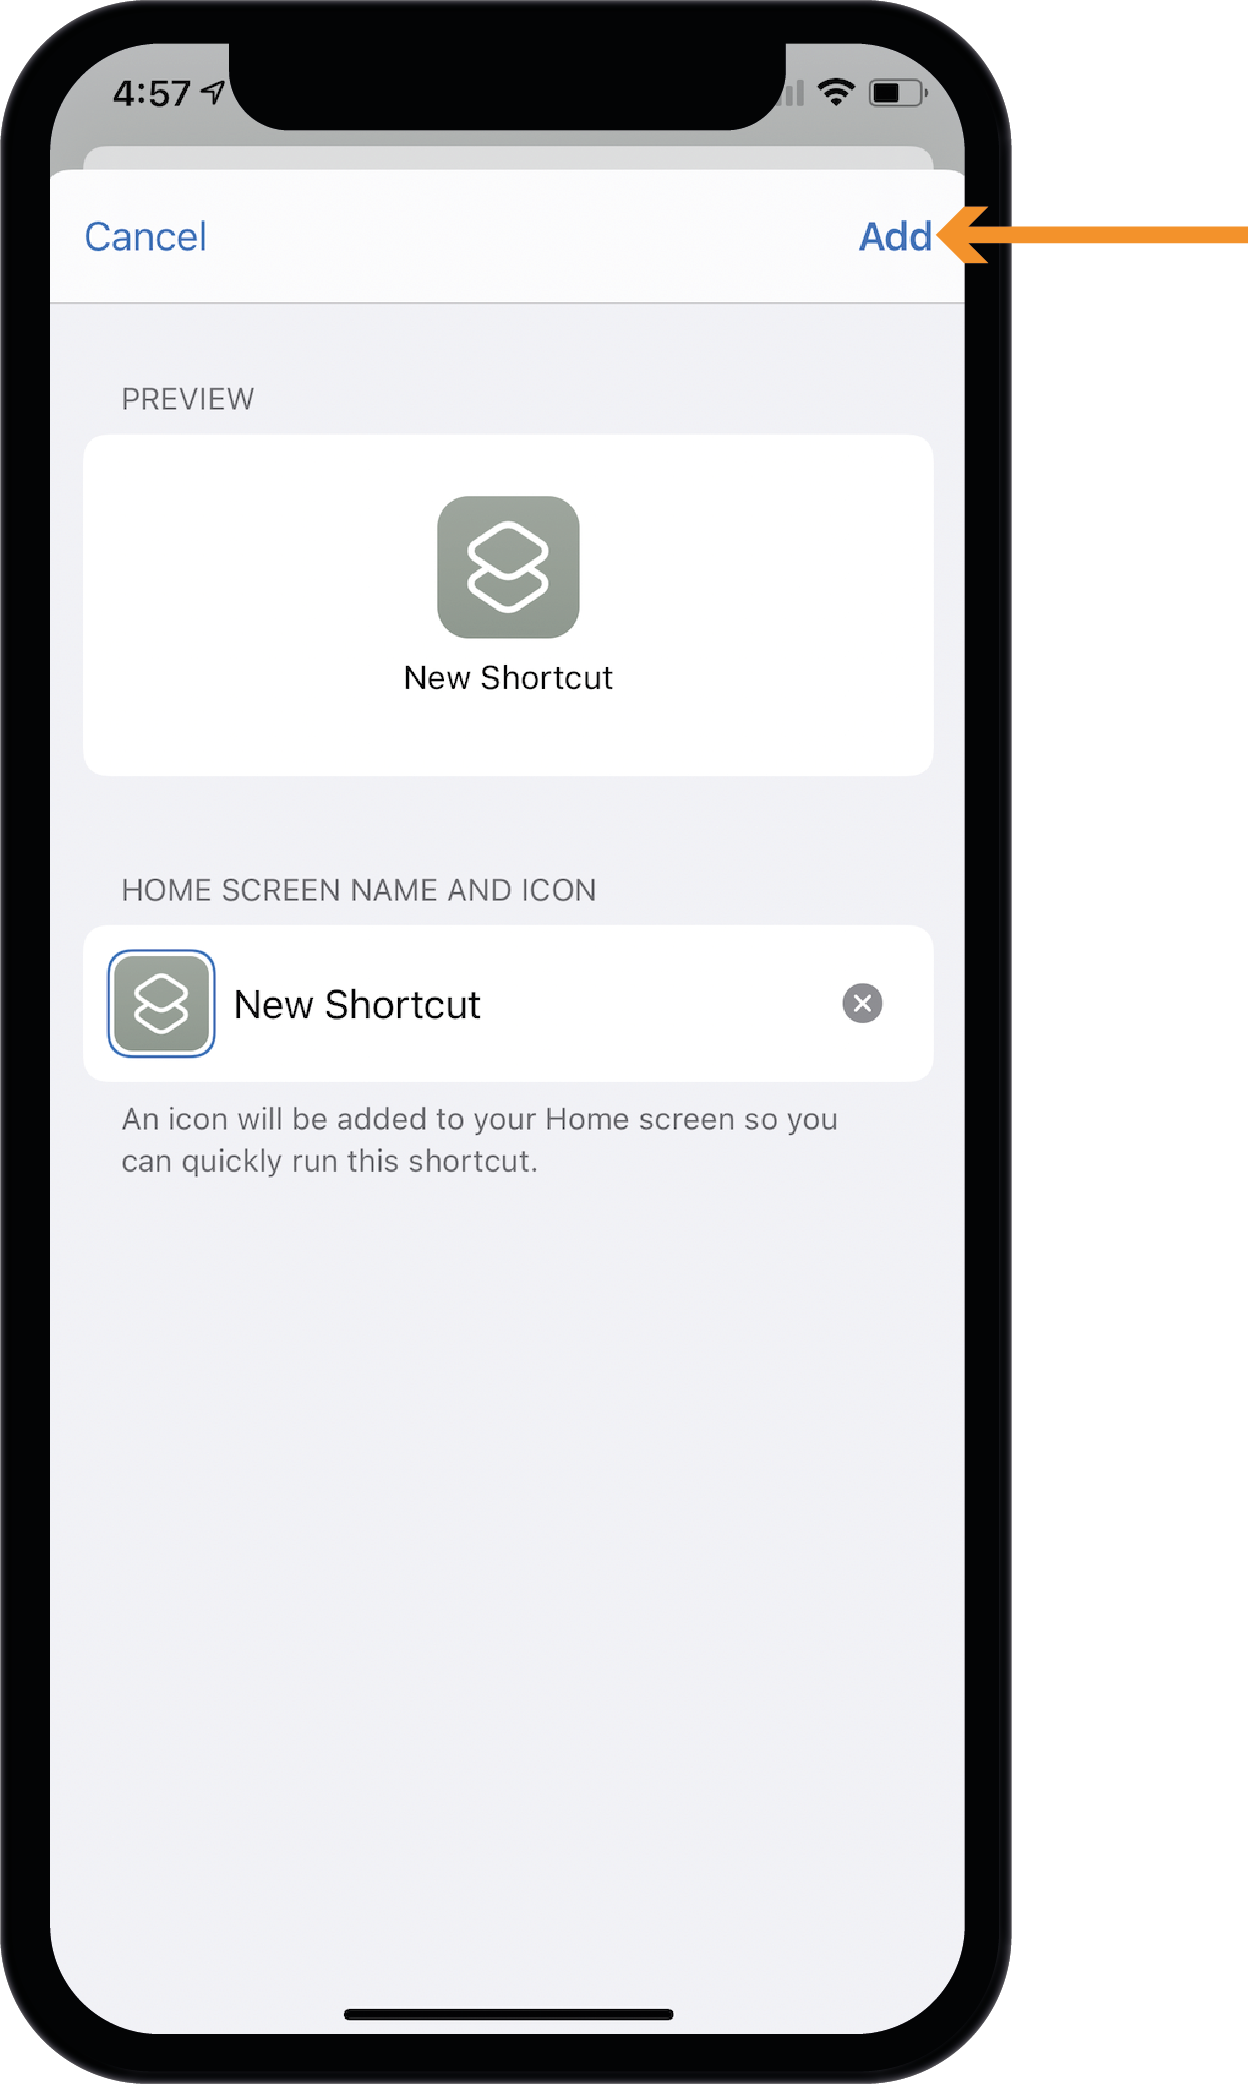 4:57
Cancel
Add
PREVIEW
New Shortcut
HOME SCREEN NAME AND ICON
New Shortcut
An icon will be added to your Home screen so you
can quickly run this shortcut.